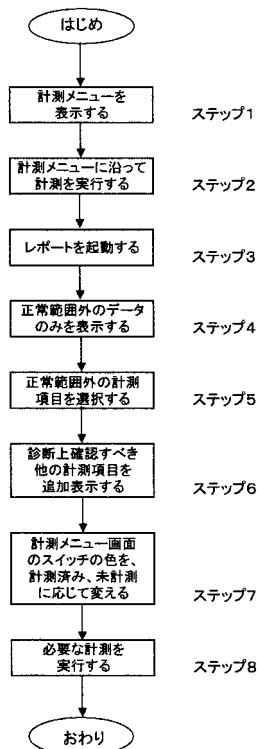 はじめ
計測メニューを
表示する
ステップ1
計測メニューに沿って
計測を実行する
ステップ2
レポートを起動する
ステップ3
正常範囲外のデータ
のみを表示する
ステップ4
正常範囲外の計測
項目を選択する
ステップ5
診断上確認すべき
他の計測項目を
追加表示する
ステップ6
計測メニュー画面
のスイッチの色を、
計測済み、未計測
に応じて変える
ステップ7
必要な計測を
実行する
ステップ8
おわり